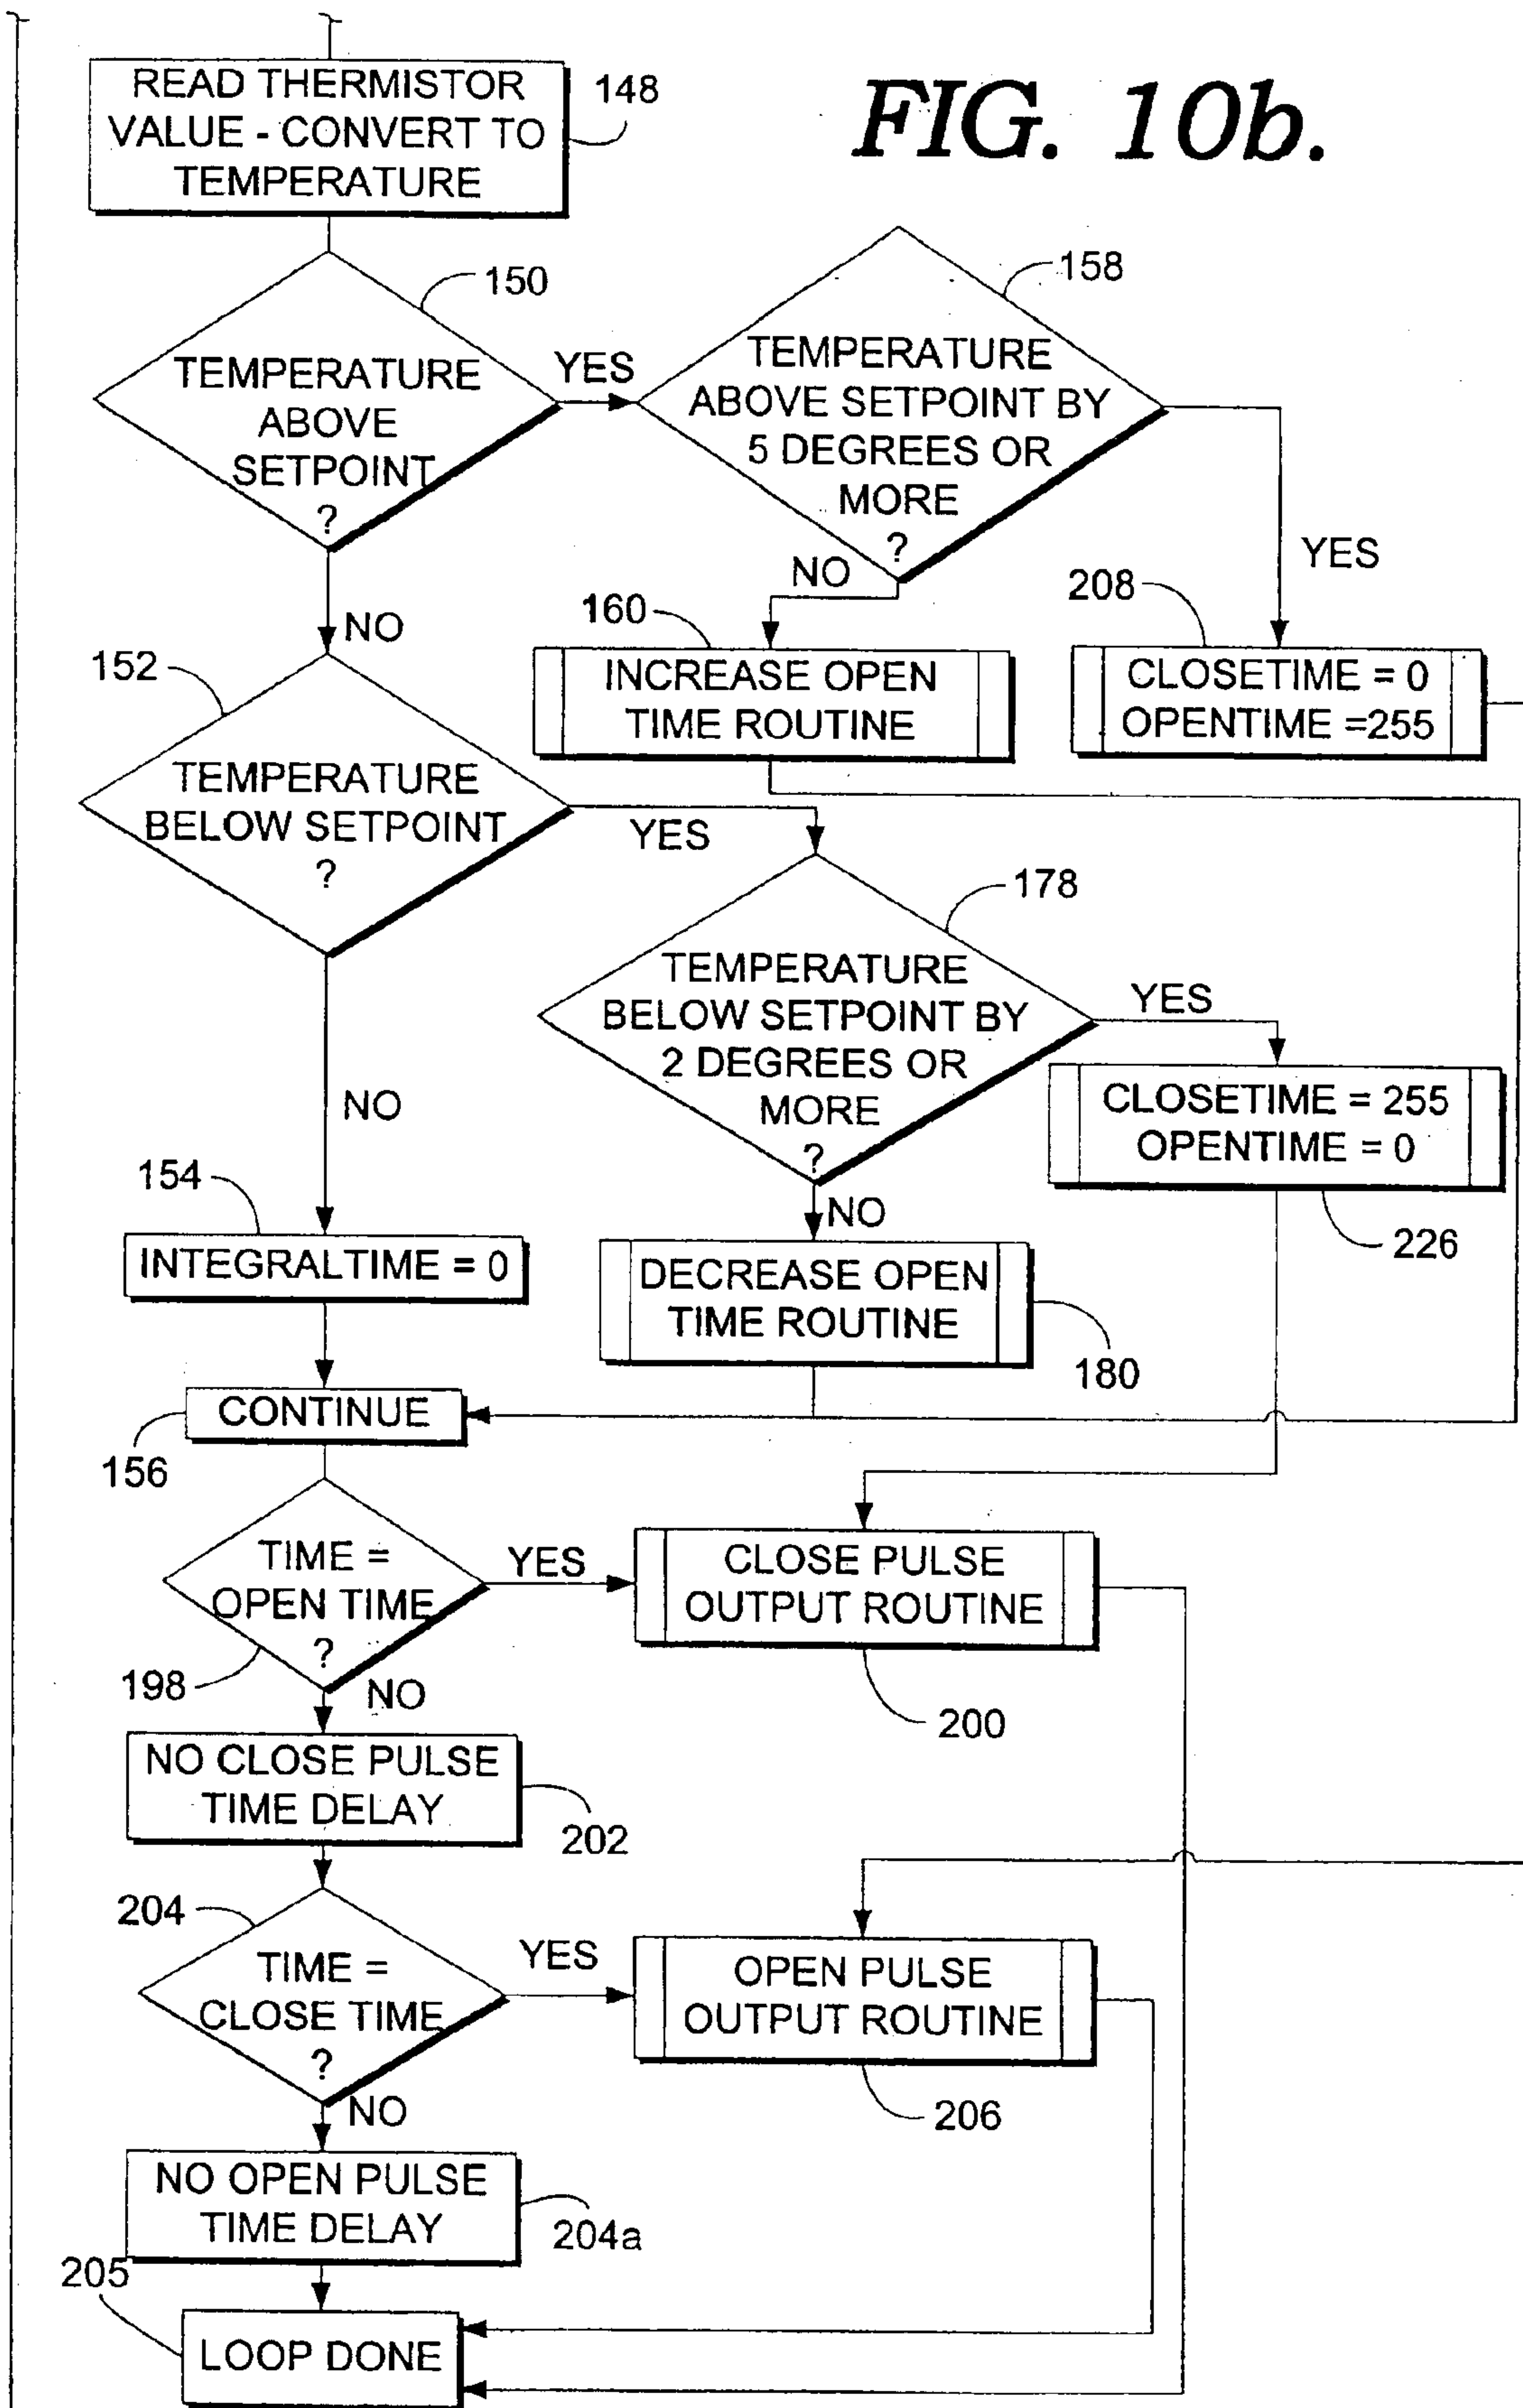 FIG. 10b.
READ THERMISTOR
VALUE - CONVERT TO
TEMPERATURE
148
150
TEMPERATURE
ABOVE
SETPOINT
?
YES
NO
158
TEMPERATURE
ABOVE SETPOINT BY
5 DEGREES OR
MORE
?
NO
YES
160
INCREASE OPEN
TIME ROUTINE
208
CLOSETIME = 0
OPENTIME =255
152
TEMPERATURE
BELOW SETPOINT
?
YES
NO
178
TEMPERATURE
BELOW SETPOINT BY
2 DEGREES OR
MORE
?
YES
NO
CLOSETIME = 255
OPENTIME = 0
226
154
INTEGRALTIME = 0
DECREASE OPEN
TIME ROUTINE
180
CONTINUE
156
TIME =
OPEN TIME
?
198
YES
NO
CLOSE PULSE
OUTPUT ROUTINE
200
NO CLOSE PULSE
TIME DELAY
202
204
TIME =
CLOSE TIME
?
YES
NO
OPEN PULSE
OUTPUT ROUTINE
206
NO OPEN PULSE
TIME DELAY
204a
205
LOOP DONE